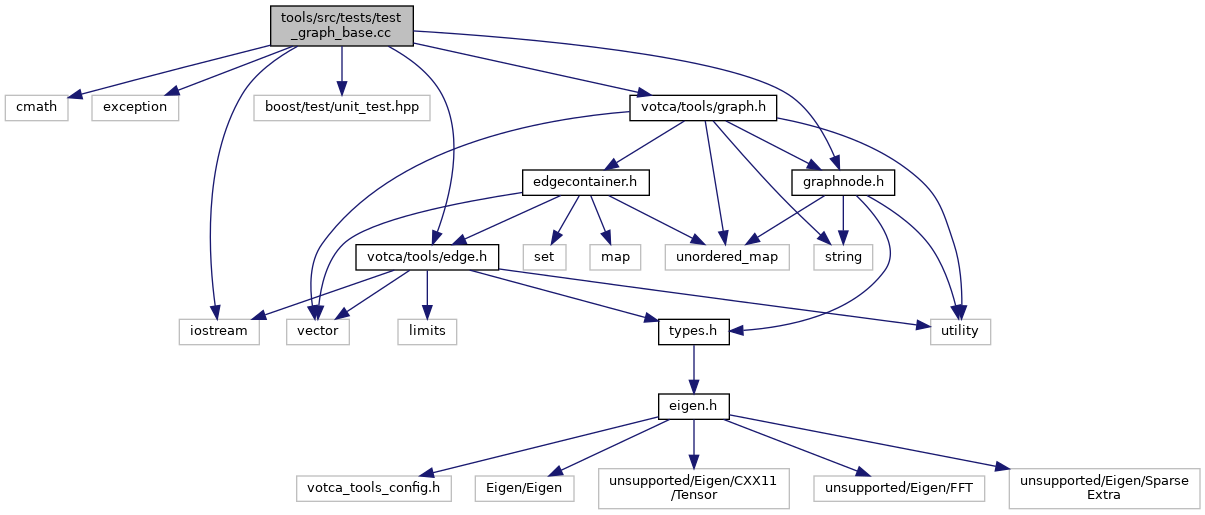 tools/src/tests/test
_graph_base.cc
cmath
exception
boost/test/unit_test.hpp
votca/tools/graph.h
edgecontainer.h
graphnode.h
votca/tools/edge.h
set
map
unordered_map
string
iostream
vector
limits
types.h
utility
eigen.h
votca_tools_config.h
Eigen/Eigen
unsupported/Eigen/CXX11
/Tensor
unsupported/Eigen/FFT
unsupported/Eigen/Sparse
Extra